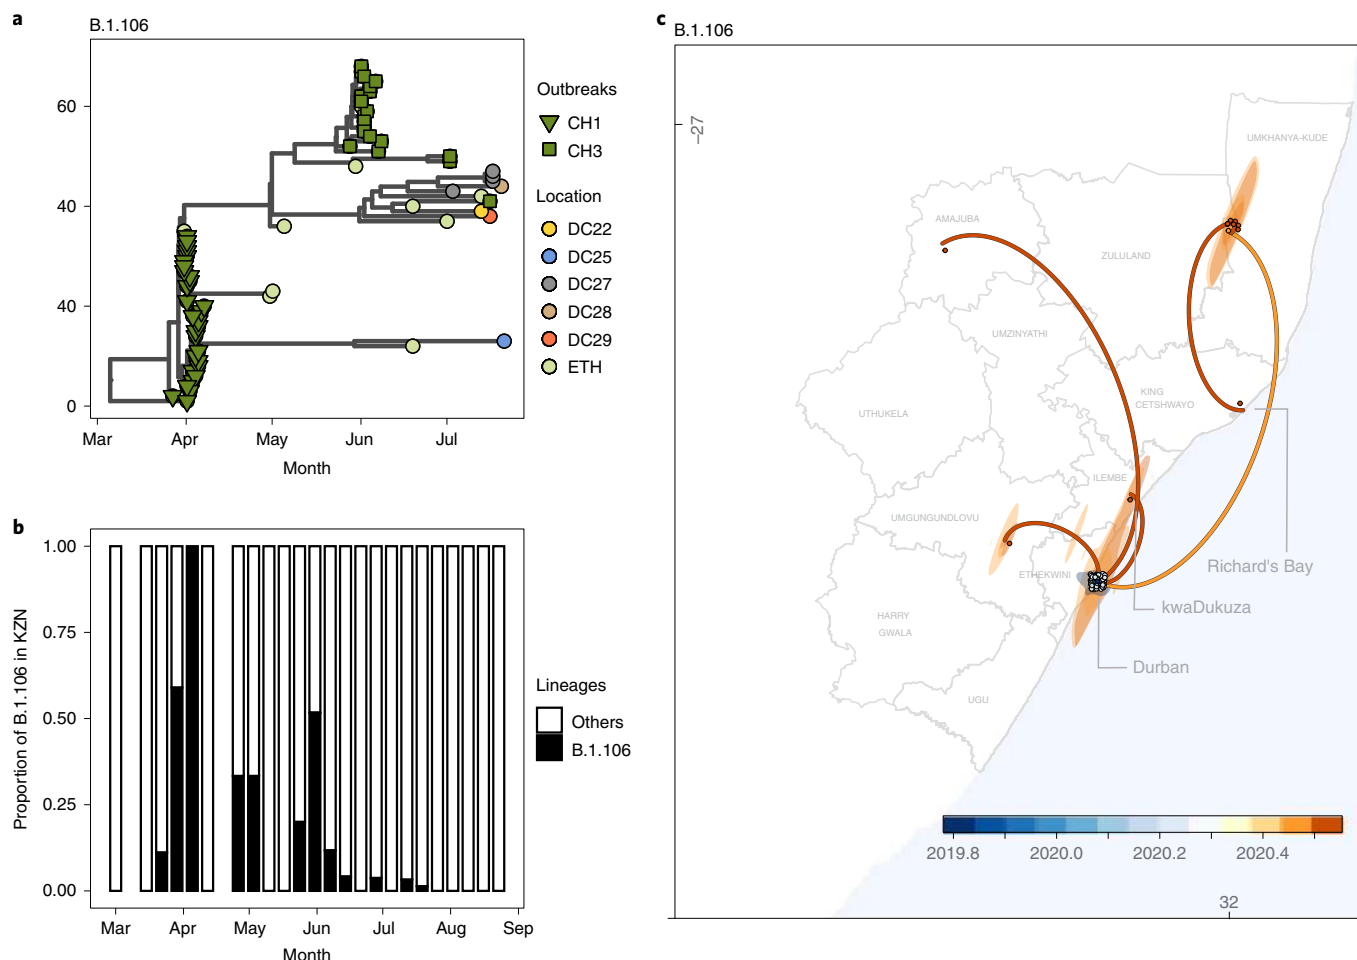 a
B.1.106
60
40
40
0
Mar
Apr
May
Jun
Jul
Month
Outbreaks
CH1
CH3
Location
DC22
DC25
DC27
DC28
DC29
ETH
b
Proportion of B.1.106 in KZN
1.00
0.75
0.50
0.25
0.00
Mar
Apr
May
Jun
Jul
Aug
Sep
Month
Lineages
Others
B.1.106
c
B.1.106
–27
UMKHANYA-KUDE
AMAJUBA
ZULULAND
UMZINYATHI
KING
CETSHWAYO
UTHUKELA
ILEMBE
UMGUNGUNDLOVU
ETHEKWINI
Richard's Bay
kwaDukuza
HARRY
GWALA
Durban
UGU
2019.8
2020.0
2020.2
2020.4
32